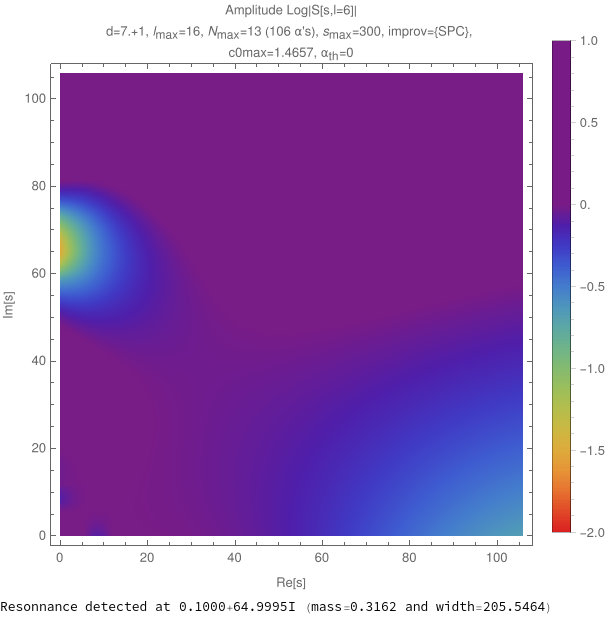 Amplitude Log|S[s,l=6]|
d=7.+1, lmax=16, Nmax=13 (106 α's), smax=300, improv={SPC},
c0max=1.4657, αth=0
100
80
60
40
20
0
Im[s]
0 20 40 60 80 100
Re[s]
1.0
0.5
0.
−0.5
−1.0
−1.5
−2.0
Resonnance detected at 0.1000+64.9995I (mass=0.3162 and width=205.5464)